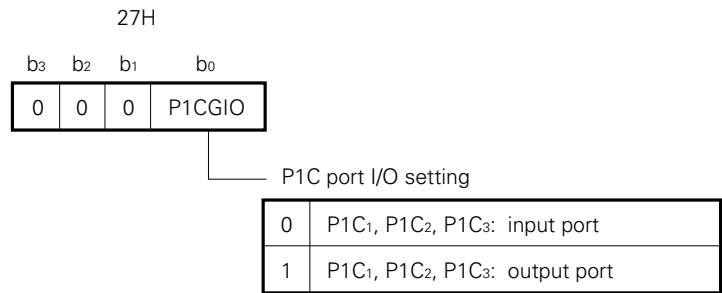 27H
b₃ b₂ b₁ b₀
0 0 0 P1CGIO
P1C port I/O setting
0 P1C₁, P1C₂, P1C₃: input port
1 P1C₁, P1C₂, P1C₃: output port